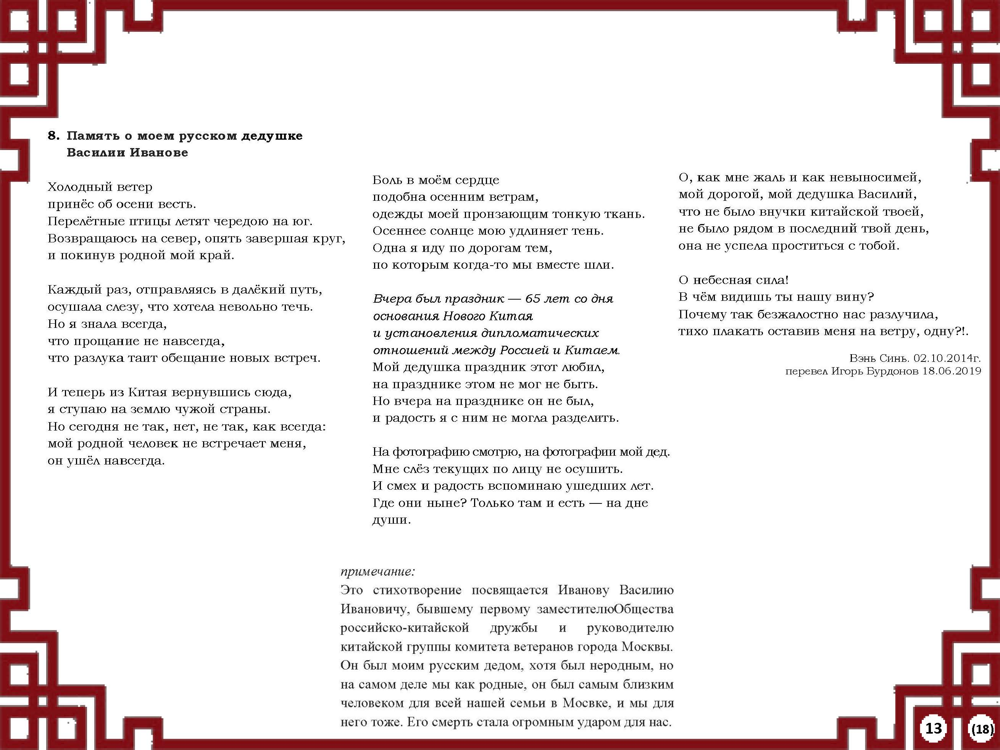 8. Память о моем русском дедушке
Василии Иванове
Холодный ветер
принёс об осени весть.
Перелётные птицы летят чередою на юг.
Возвращаюсь на север, опять завершая круг,
и покинув родной мой край.
Каждый раз, отправляясь в далёкий путь,
осушала слезу, что хотела невольно течь.
Но я знала всегда,
что прощание не навсегда,
что разлука таит обещание новых встреч.
И теперь из Китая вернувшись сюда,
я ступаю на землю чужой страны.
Но сегодня не так, нет, не так, как всегда:
мой родной человек не встречает меня,
он ушёл навсегда.
Боль в моём сердце
подобна осенним ветрам,
одежды моей пронзающим тонкую ткань.
Осеннее солнце мою удлиняет тень.
Одна я иду по дорогам тем,
по которым когда-то мы вместе шли.
Вчера был праздник — 65 лет со дня
основания Нового Китая
и установления дипломатических
отношений между Россией и Китаем.
Мой дедушка праздник этот любил,
на празднике этом не мог не быть.
Но вчера на празднике он не был,
и радость я с ним не могла разделить.
На фотографию смотрю, на фотографии мой дед.
Мне слёз текущих по лицу не осушить.
И смех и радость вспоминаю ушедших лет.
Где они ныне? Только там и есть — на дне
души.
О, как мне жаль и как невыносимей,
мой дорогой, мой дедушка Василий,
что не было внучки китайской твоей,
не было рядом в последний твой день,
она не успела проститься с тобой.
О небесная сила!
В чём видишь ты нашу вину?
Почему так безжалостно нас разлучила,
тихо плакать оставив меня на ветру, одну?!.
Вэнь Синь. 02.10.2014г.
перевел Игорь Бурдонов 18.06.2019
примечание:
Это стихотворение посвящается Иванову Василию
Ивановичу, бывшему первому заместителюОбщества
российско-китайской дружбы и руководителю
китайской группы комитета ветеранов города Москвы.
Он был моим русским дедом, хотя был неродным, но
на самом деле мы как родные, он был самым близким
человеком для всей нашей семьи в Мосвке, и мы для
него тоже. Его смерть стала огромным ударом для нас.
13 (18)